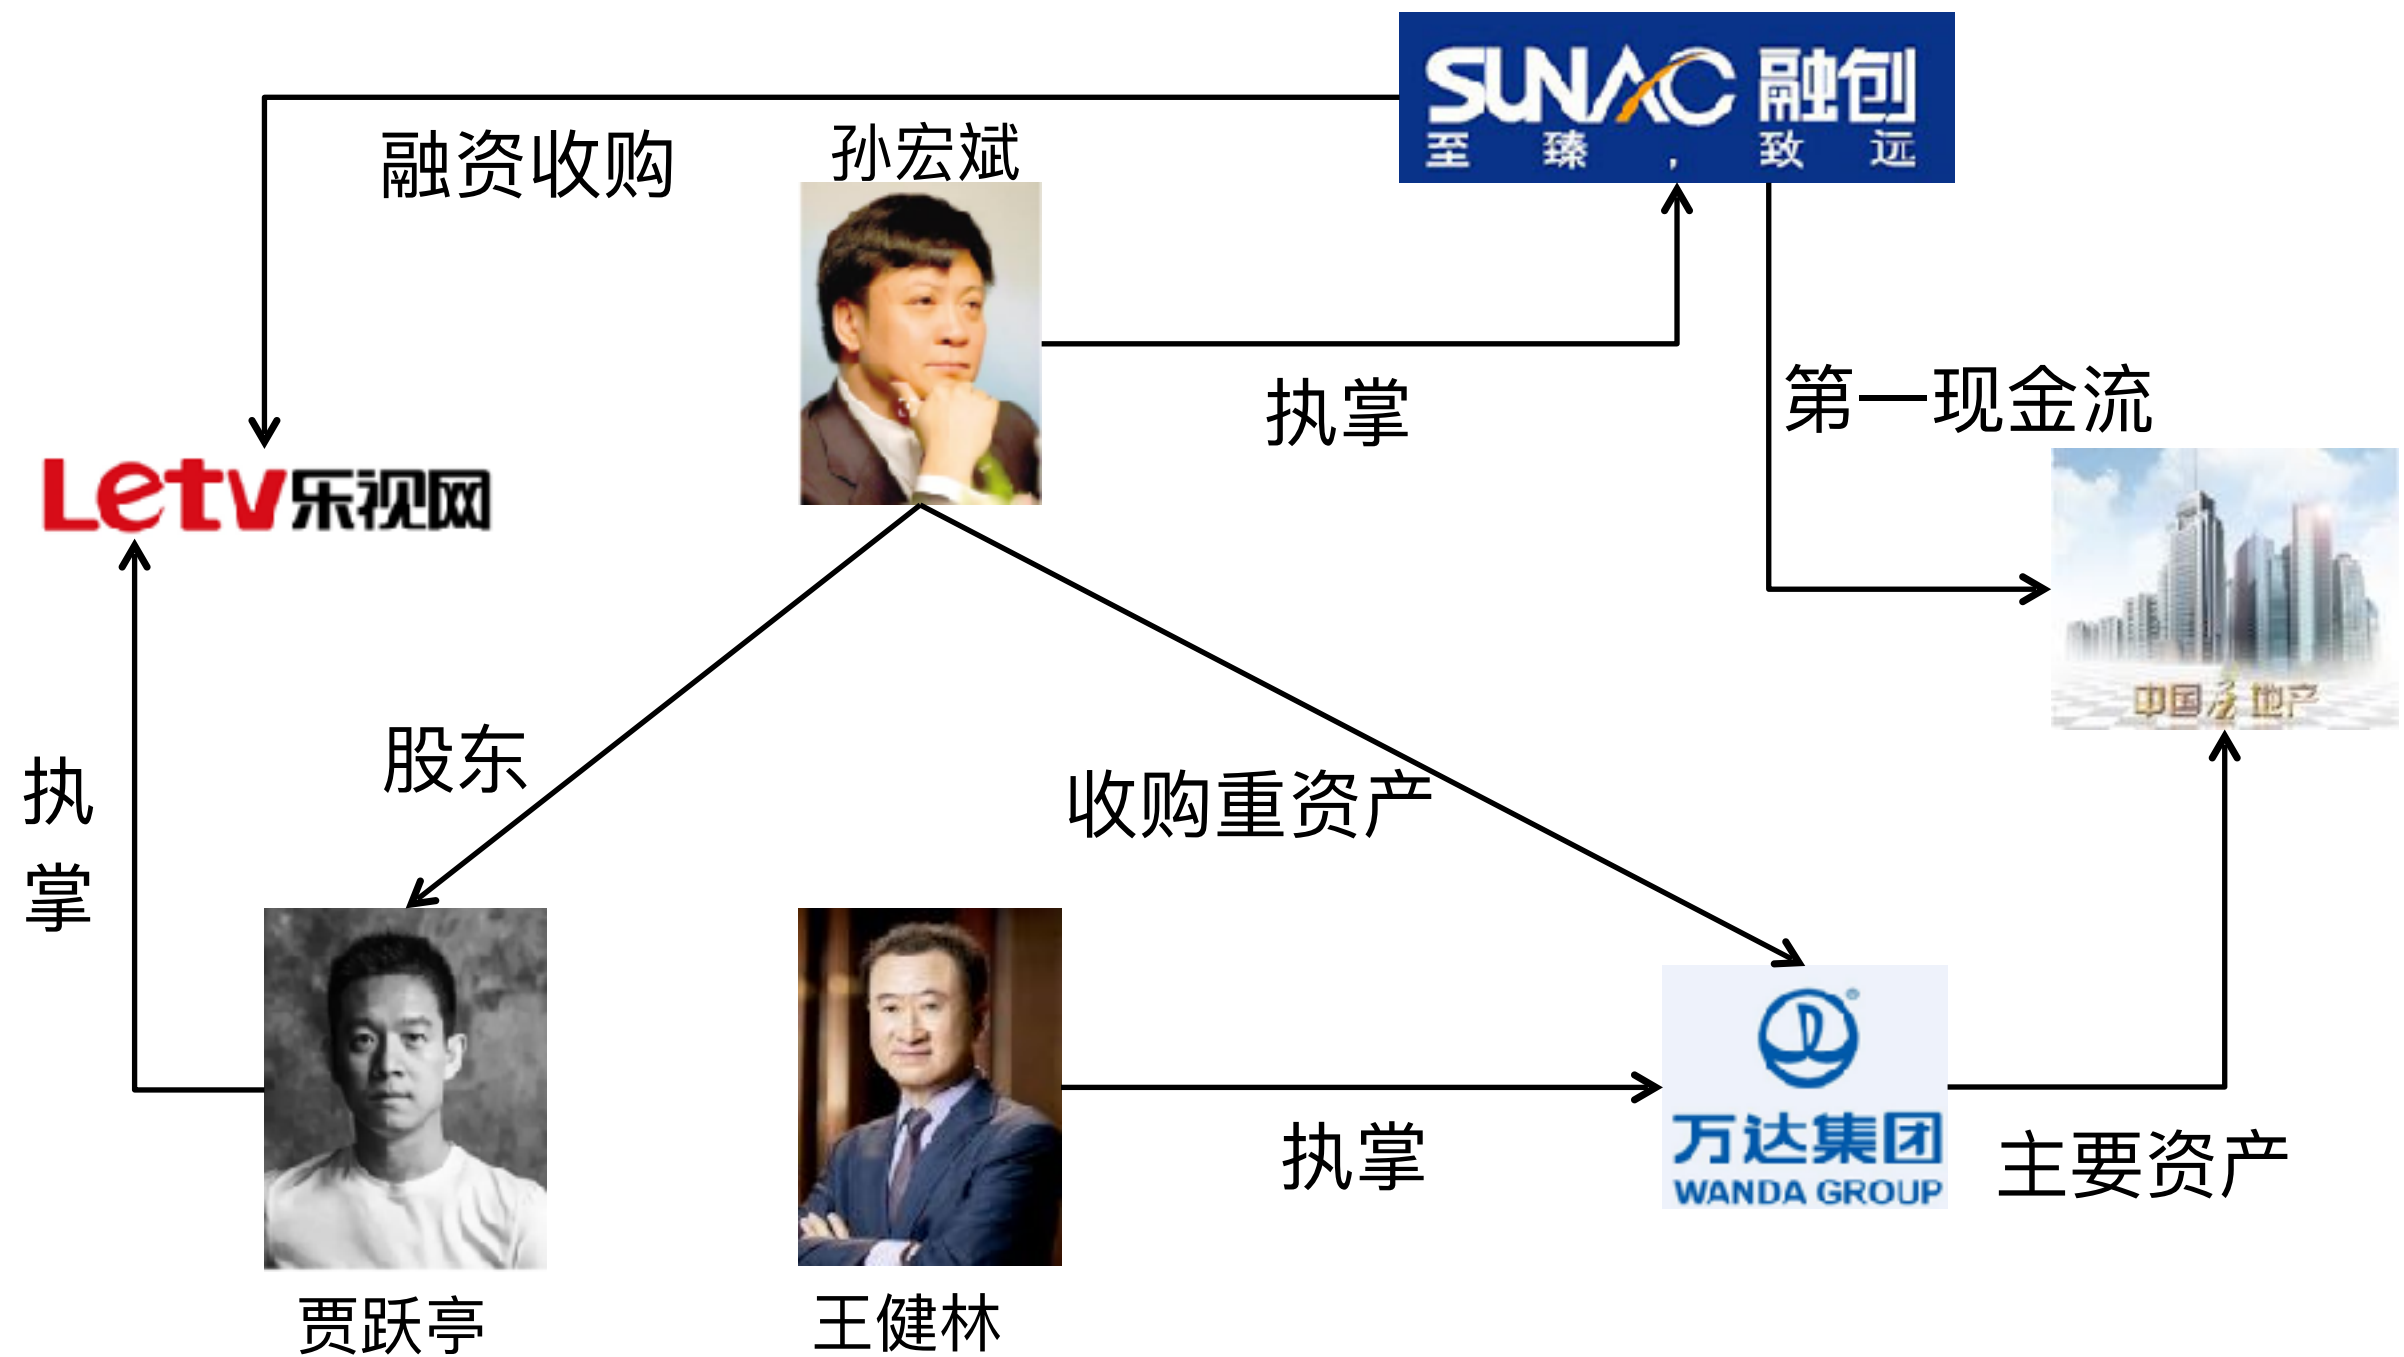 SUNAC 融创
至臻，致远
融资收购
孙宏斌
执掌
第一现金流
Letv乐视网
中国房地产
股东
收购重资产
执
掌
万达集团
WANDA GROUP
执掌
主要资产
贾跃亭
王健林